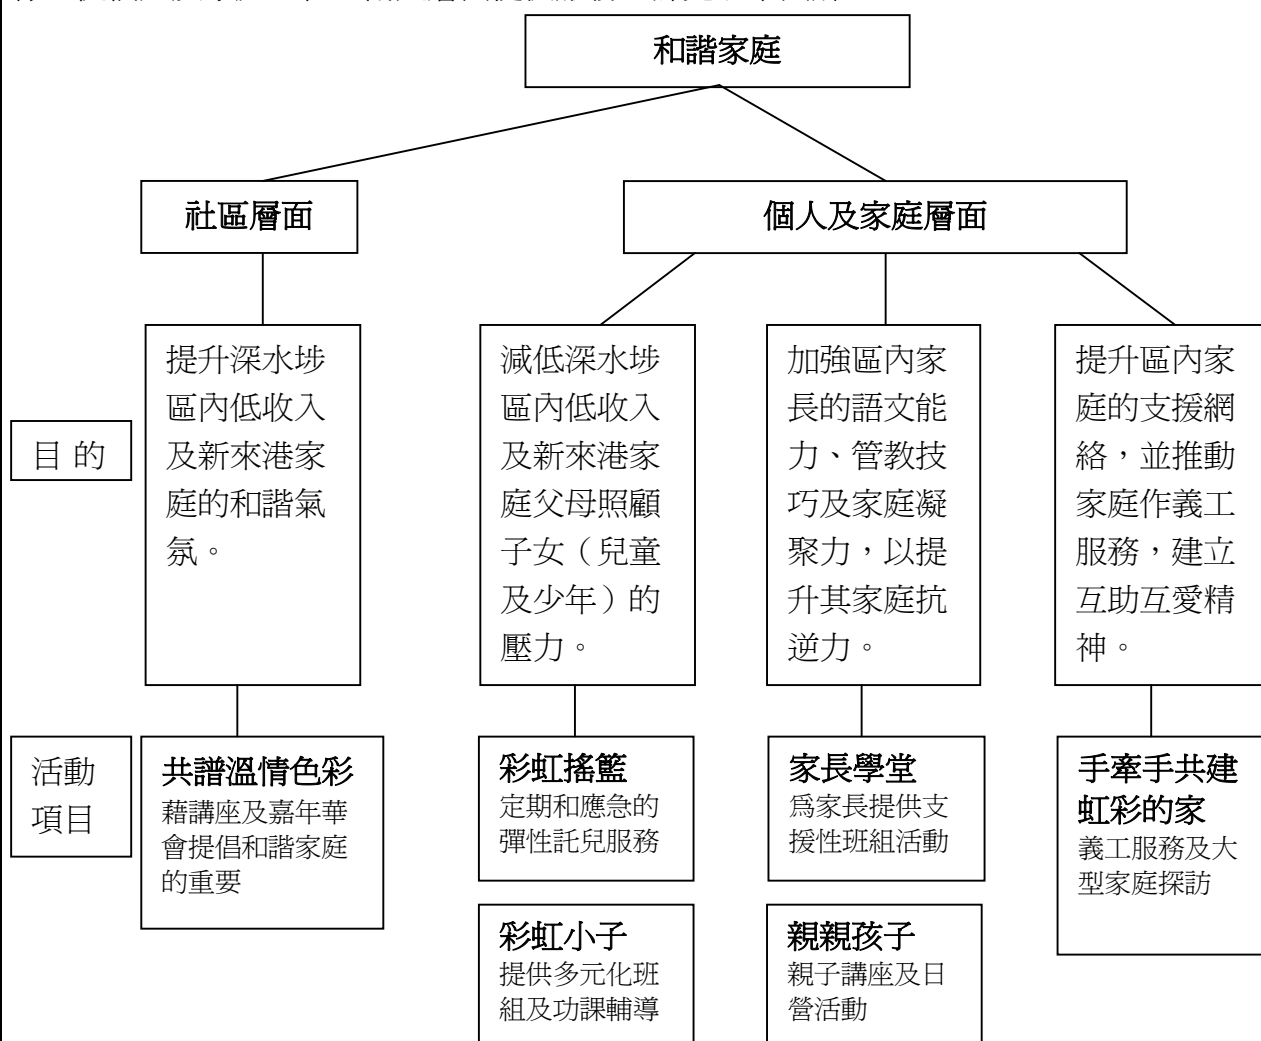 和諧家庭
社區層面
個人及家庭層面
目 的
提升深水埗
區內低收入
及新來港家
庭的和諧氣
氛。
減低深水埗
區內低收入
及新來港家
庭父母照顧
子女（兒童
及少年）的
壓力。
加強區內家
長的語文能
力、管教技
巧及家庭凝
聚力，以提
升其家庭抗
逆力。
提升區內家
庭的支援網
絡，並推動
家庭作義工
服務，建立
互助互愛精
神。
活動
項目
共譜溫情色彩
藉講座及嘉年華
會提倡和諧家庭
的重要
彩虹搖籃
定期和應急的
彈性託兒服務
家長學堂
為家長提供支
援性班組活動
手牽手共建
虹彩的家
義工服務及大
型家庭探訪
彩虹小子
提供多元化班
組及功課輔導
親親孩子
親子講座及日
營活動